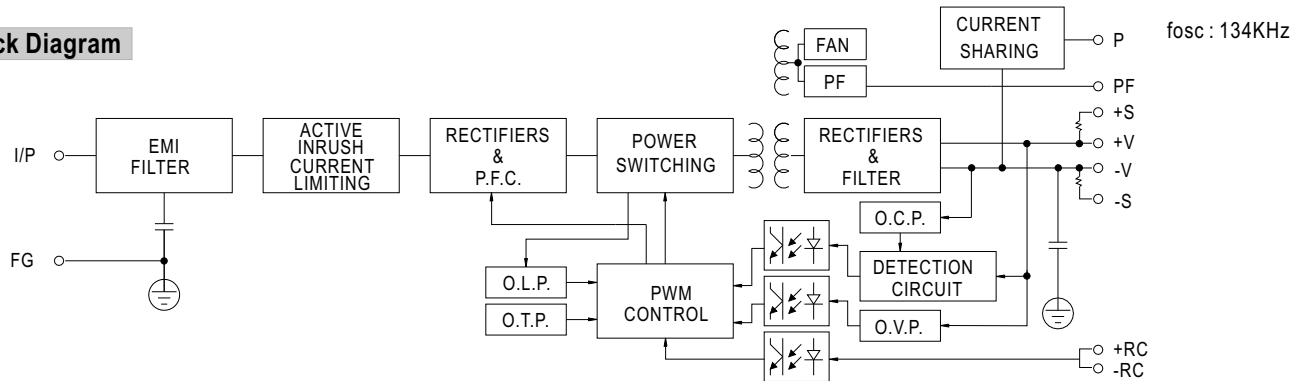 ck Diagram
fosc : 134KHz
CURRENT
SHARING
P
FAN
PF
PF
+S
+V
-V
-S
I/P
EMI
FILTER
ACTIVE
INRUSH
CURRENT
LIMITING
RECTIFIERS
&
P.F.C.
POWER
SWITCHING
RECTIFIERS
&
FILTER
FG
O.L.P.
O.T.P.
PWM
CONTROL
O.C.P.
DETECTION
CIRCUIT
O.V.P.
+RC
-RC